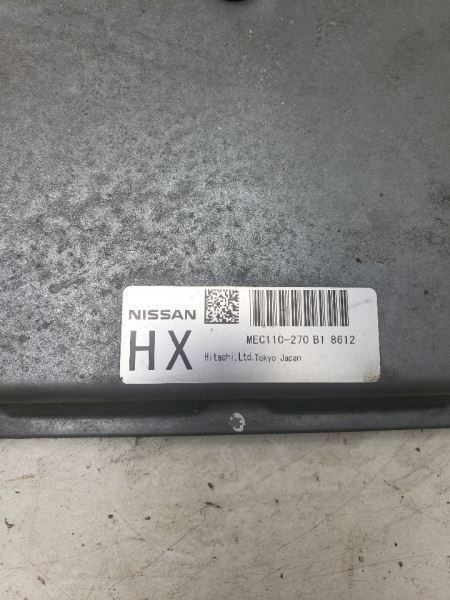 NISSAN
HX
MEC110-270 B1 8612
Hitachi,Ltd.Tokyo Japan